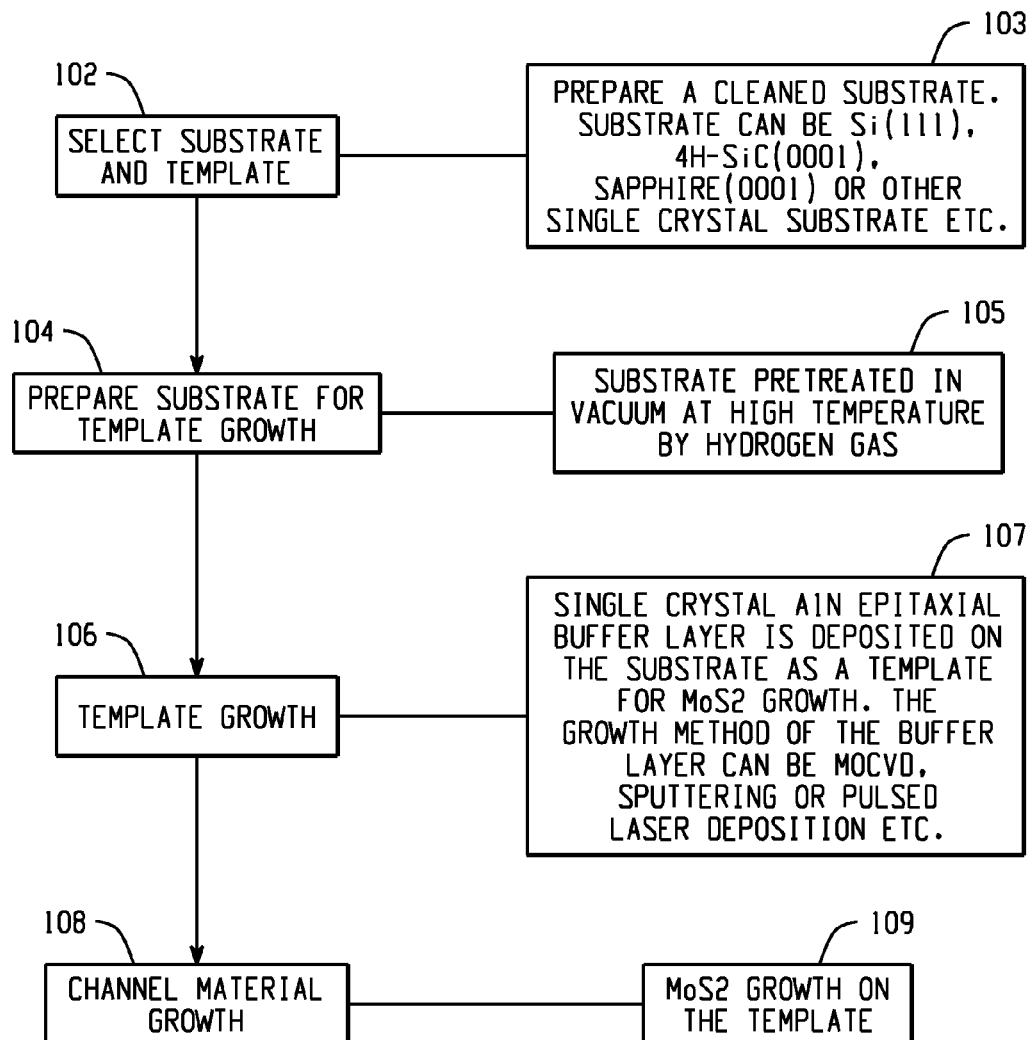 102
SELECT SUBSTRATE
AND TEMPLATE
103
PREPARE A CLEANED SUBSTRATE.
SUBSTRATE CAN BE Si(111),
4H-SiC(0001),
SAPPHIRE(0001) OR OTHER
SINGLE CRYSTAL SUBSTRATE ETC.
104
PREPARE SUBSTRATE FOR
TEMPLATE GROWTH
105
SUBSTRATE PRETREATED IN
VACUUM AT HIGH TEMPERATURE
BY HYDROGEN GAS
106
TEMPLATE GROWTH
107
SINGLE CRYSTAL AlN EPITAXIAL
BUFFER LAYER IS DEPOSITED ON
THE SUBSTRATE AS A TEMPLATE
FOR MoS2 GROWTH. THE
GROWTH METHOD OF THE BUFFER
LAYER CAN BE MOCVD,
SPUTTERING OR PULSED
LASER DEPOSITION ETC.
108
CHANNEL MATERIAL
GROWTH
109
MoS2 GROWTH ON
THE TEMPLATE